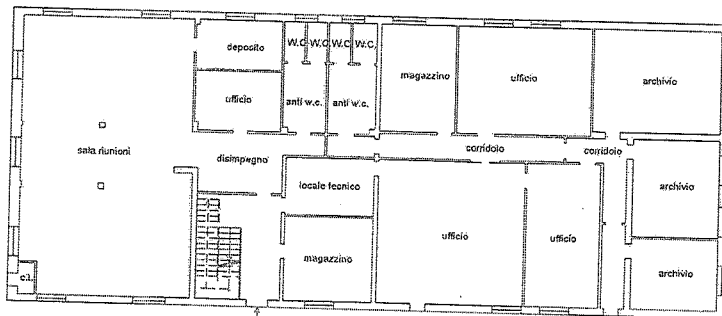 deposito
W.C.
W.C.
W.C.
W.C.
magazzino
ufficio
archivio
ufficio
anti w.c.
anti w.c.
sala riunioni
disimpegno
corridoio
corridoio
locale tecnico
archivio
ufficio
ufficio
magazzino
archivio
c.t.